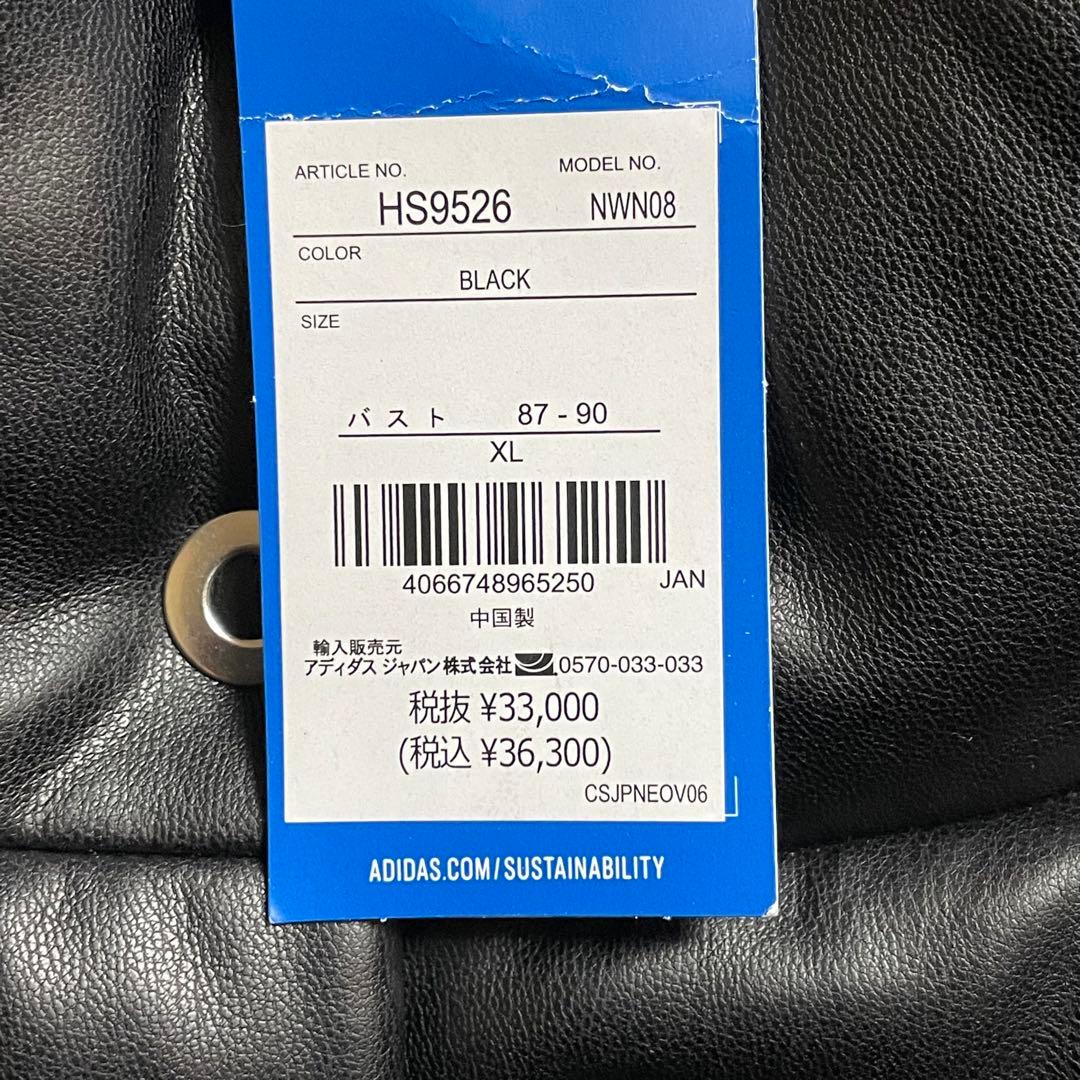 ARTICLE NO. MODEL NO.
HS9526 NWN08
COLOR
BLACK
SIZE
バスト 87 - 90
XL
4066748965250 JAN
中国製
輸入販売元
アディダス ジャパン株式会社 0570-033-033
税抜 ¥33,000
(税込 ¥36,300)
CSJPNEOV06
ADIDAS.COM/SUSTAINABILITY